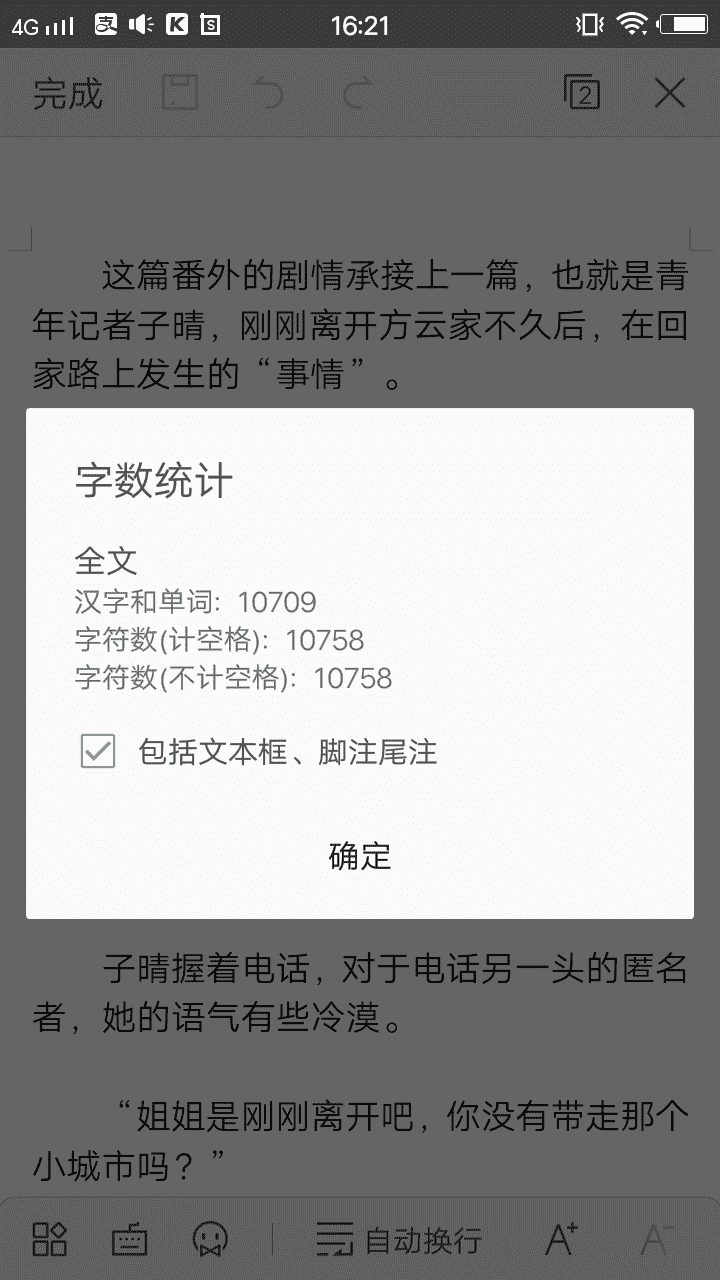 4G 支 K S 16:21
完成 2
这篇番外的剧情承接上一篇，也就是青
年记者子晴，刚刚离开方云家不久后，在回
家路上发生的“事情”。
字数统计
全文
汉字和单词：10709
字符数(计空格)：10758
字符数(不计空格)：10758
包括文本框、脚注尾注
确定
子晴握着电话，对于电话另一头的匿名
者，她的语气有些冷漠。
“姐姐是刚刚离开吧，你没有带走那个
小城市吗？”
自动换行 A+ A-